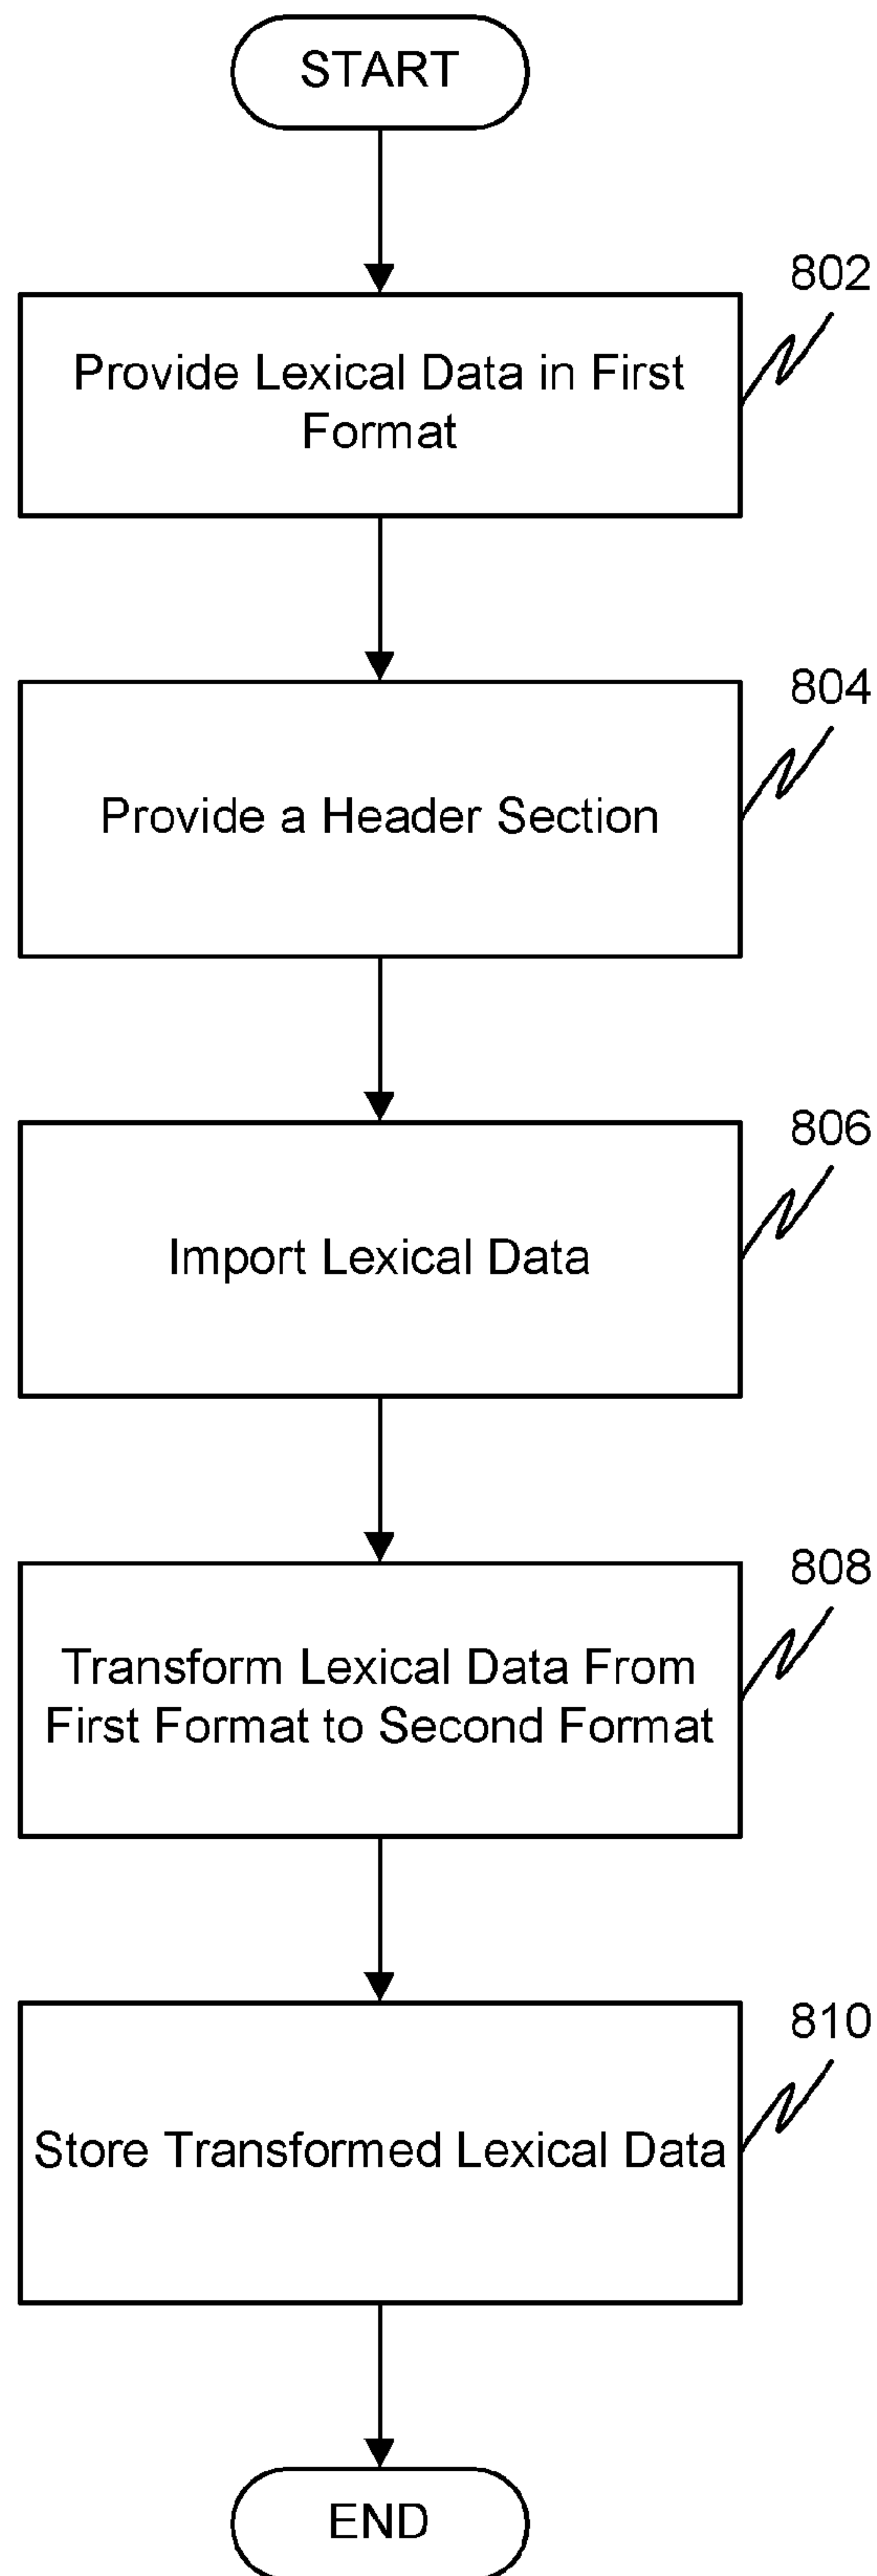 START
802
Provide Lexical Data in First
Format
804
Provide a Header Section
806
Import Lexical Data
808
Transform Lexical Data From
First Format to Second Format
810
Store Transformed Lexical Data
END